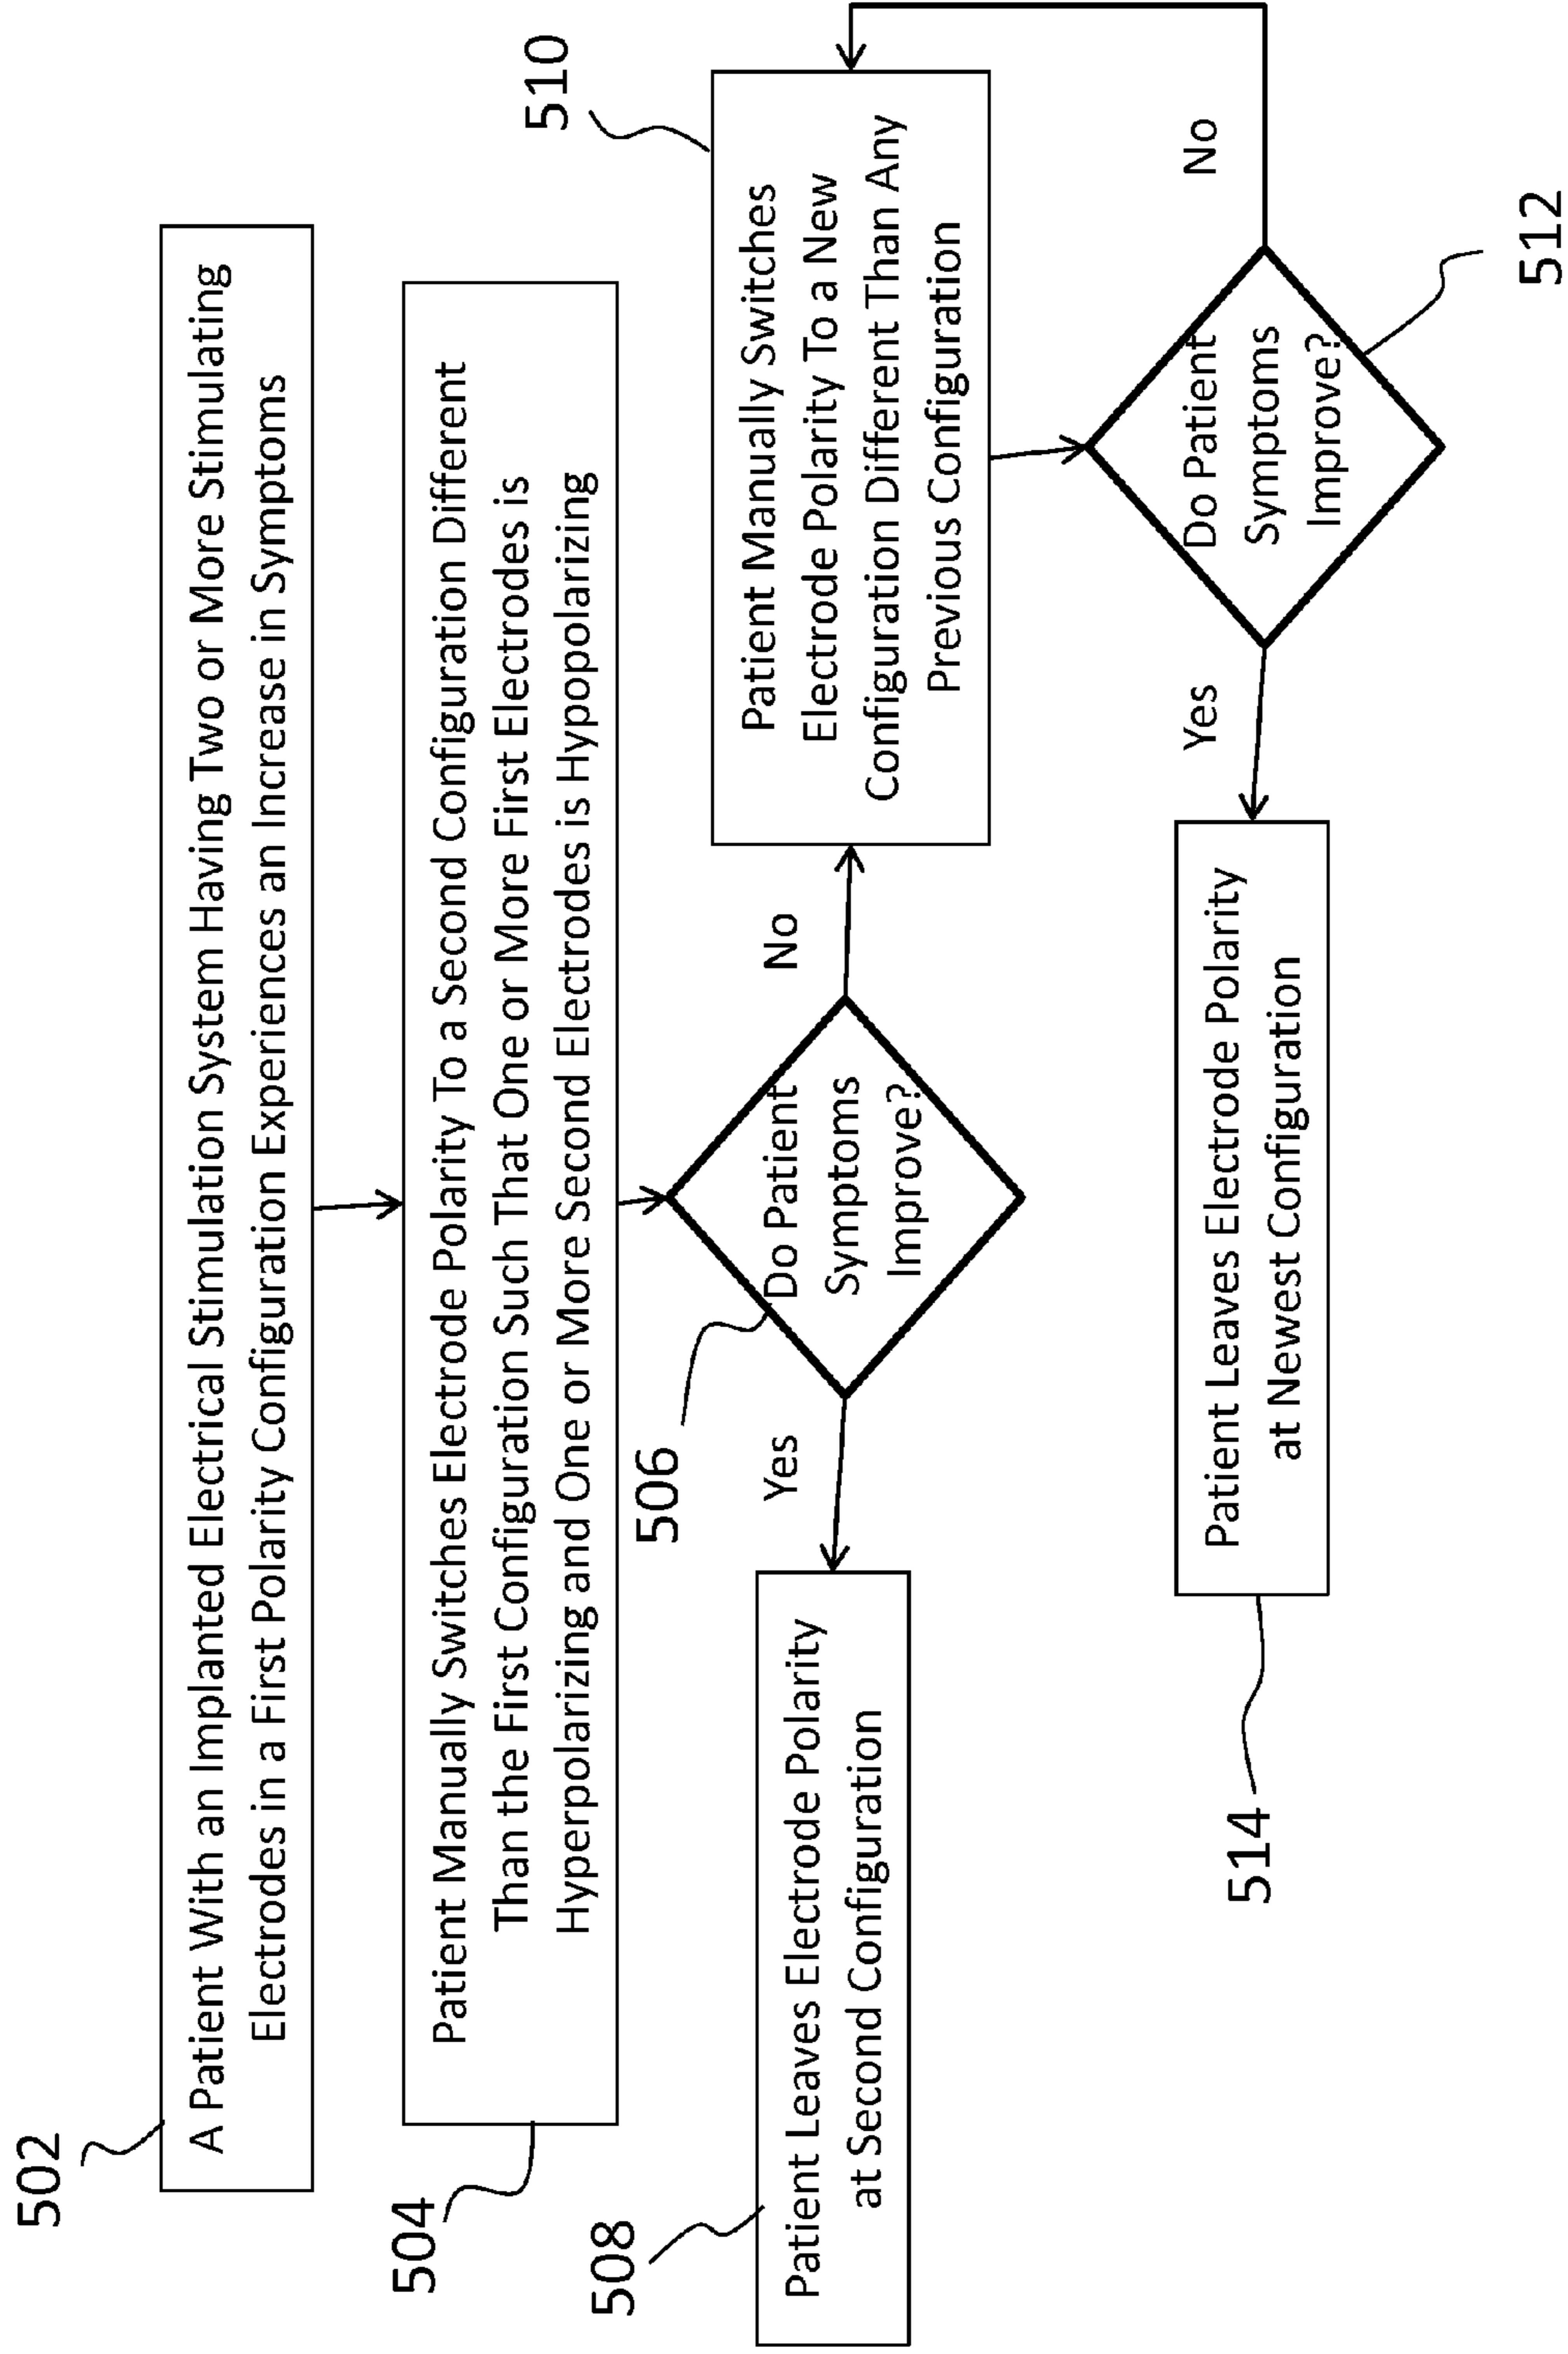 502
A Patient With an Implanted Electrical Stimulation System Having Two or More Stimulating
Electrodes in a First Polarity Configuration Experiences an Increase in Symptoms
504
Patient Manually Switches Electrode Polarity To a Second Configuration Different
Than the First Configuration Such That One or More First Electrodes is
Hyperpolarizing and One or More Second Electrodes is Hypopolarizing
506
Do Patient
Symptoms
Improve?
Yes
No
508
Patient Leaves Electrode Polarity
at Second Configuration
510
Patient Manually Switches
Electrode Polarity To a New
Configuration Different Than Any
Previous Configuration
512
Do Patient
Symptoms
Improve?
Yes
No
514
Patient Leaves Electrode Polarity
at Newest Configuration